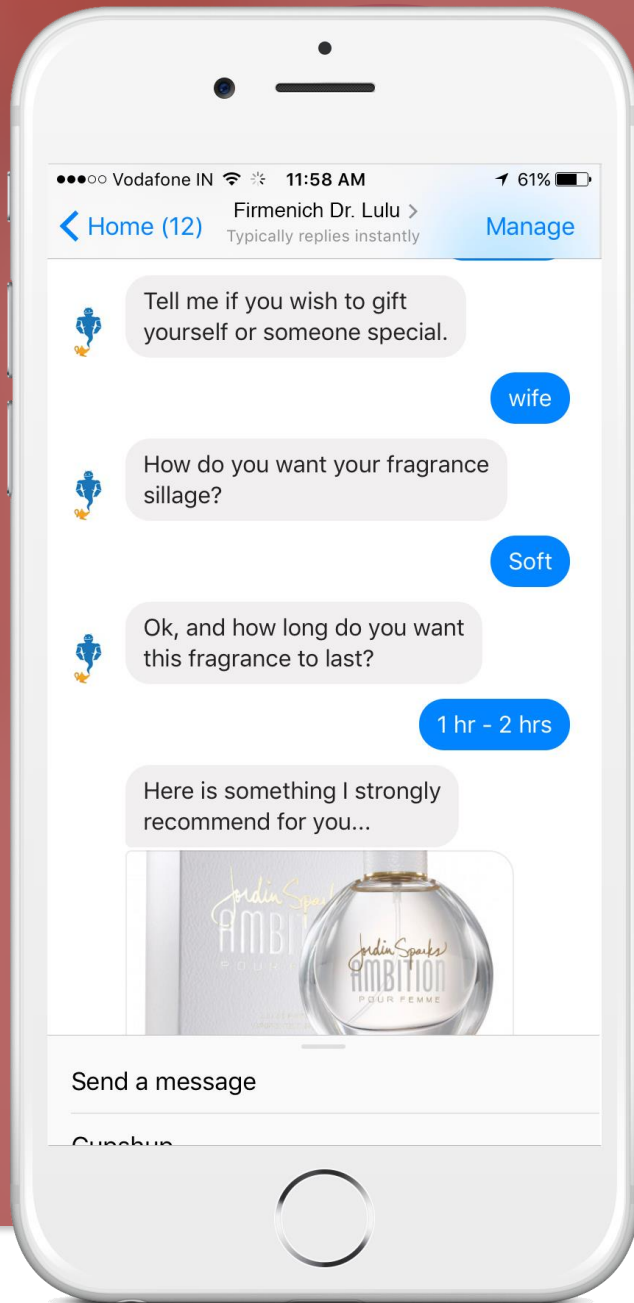 Vodafone IN 11:58 AM 61%
Home (12) Firmenich Dr. Lulu > Manage
Typically replies instantly
Tell me if you wish to gift
yourself or someone special.
wife
How do you want your fragrance
sillage?
Soft
Ok, and how long do you want
this fragrance to last?
1 hr - 2 hrs
Here is something I strongly
recommend for you...
Jordin Sparks
AMBI
POUR
Jordin Sparks
AMBITION
POUR FEMME
Send a message
Gupshup